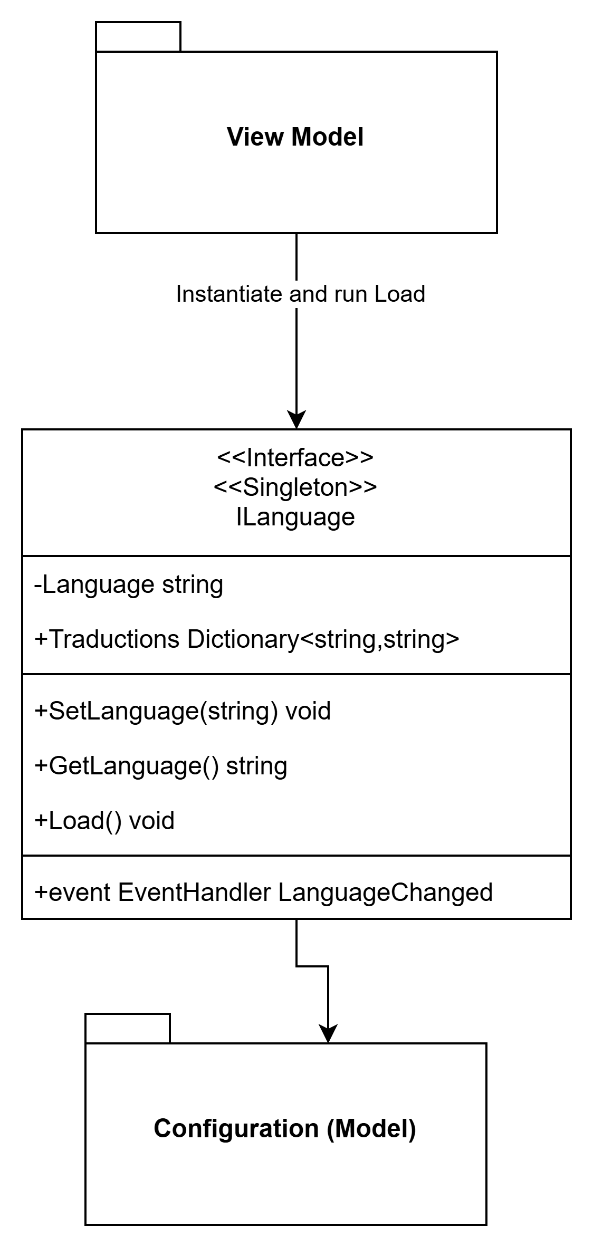 View Model
Instantiate and run Load
<<Interface>>
<<Singleton>>
ILanguage
-Language string
+Traductions Dictionary<string,string>
+SetLanguage(string) void
+GetLanguage() string
+Load() void
+event EventHandler LanguageChanged
Configuration (Model)